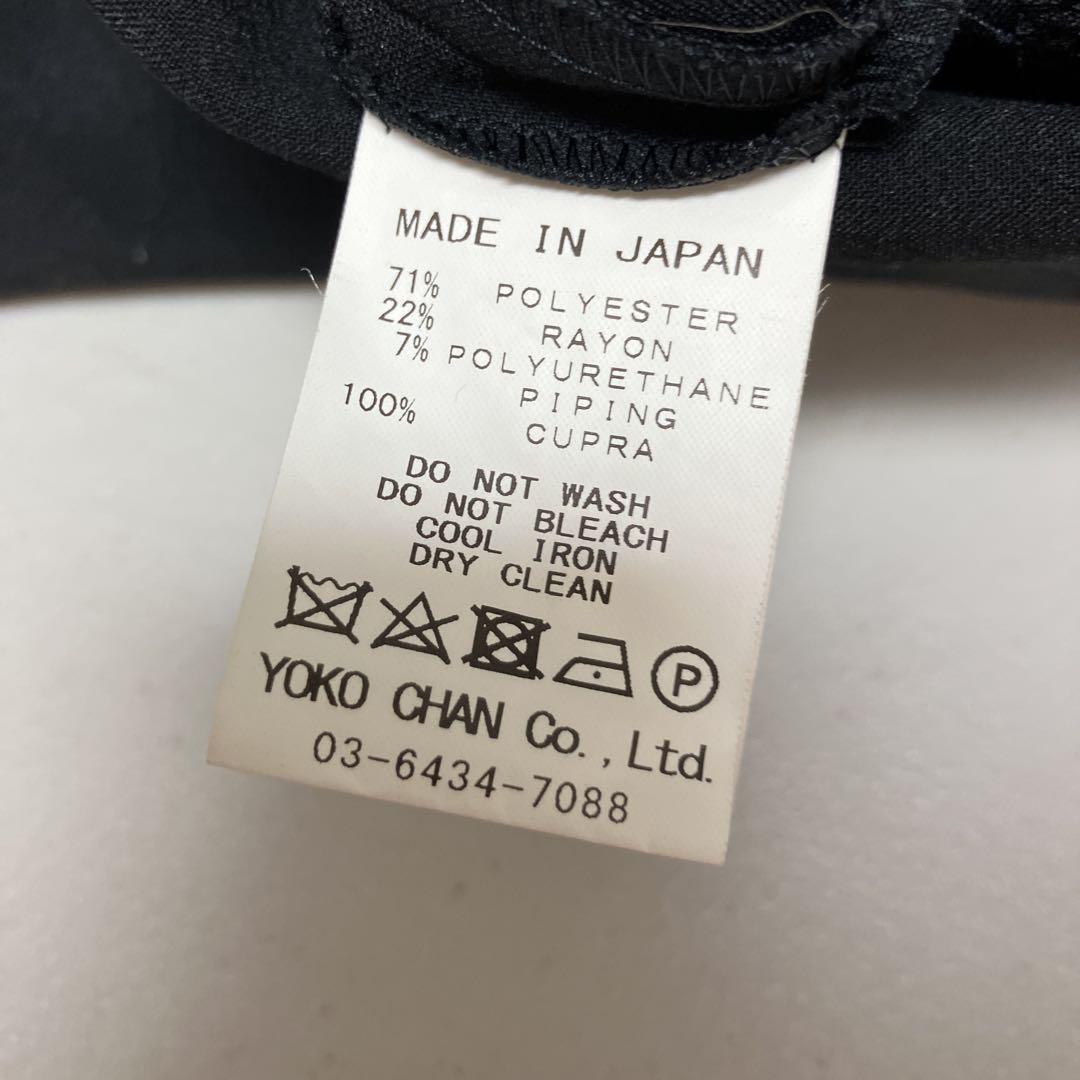 MADE IN JAPAN
71% POLYESTER
22% RAYON
7% POLYURETHANE
PIPING
100% CUPRA
DO NOT WASH
DO NOT BLEACH
COOL IRON
DRY CLEAN
P
YOKO CHAN Co., Ltd.
03-6434-7088